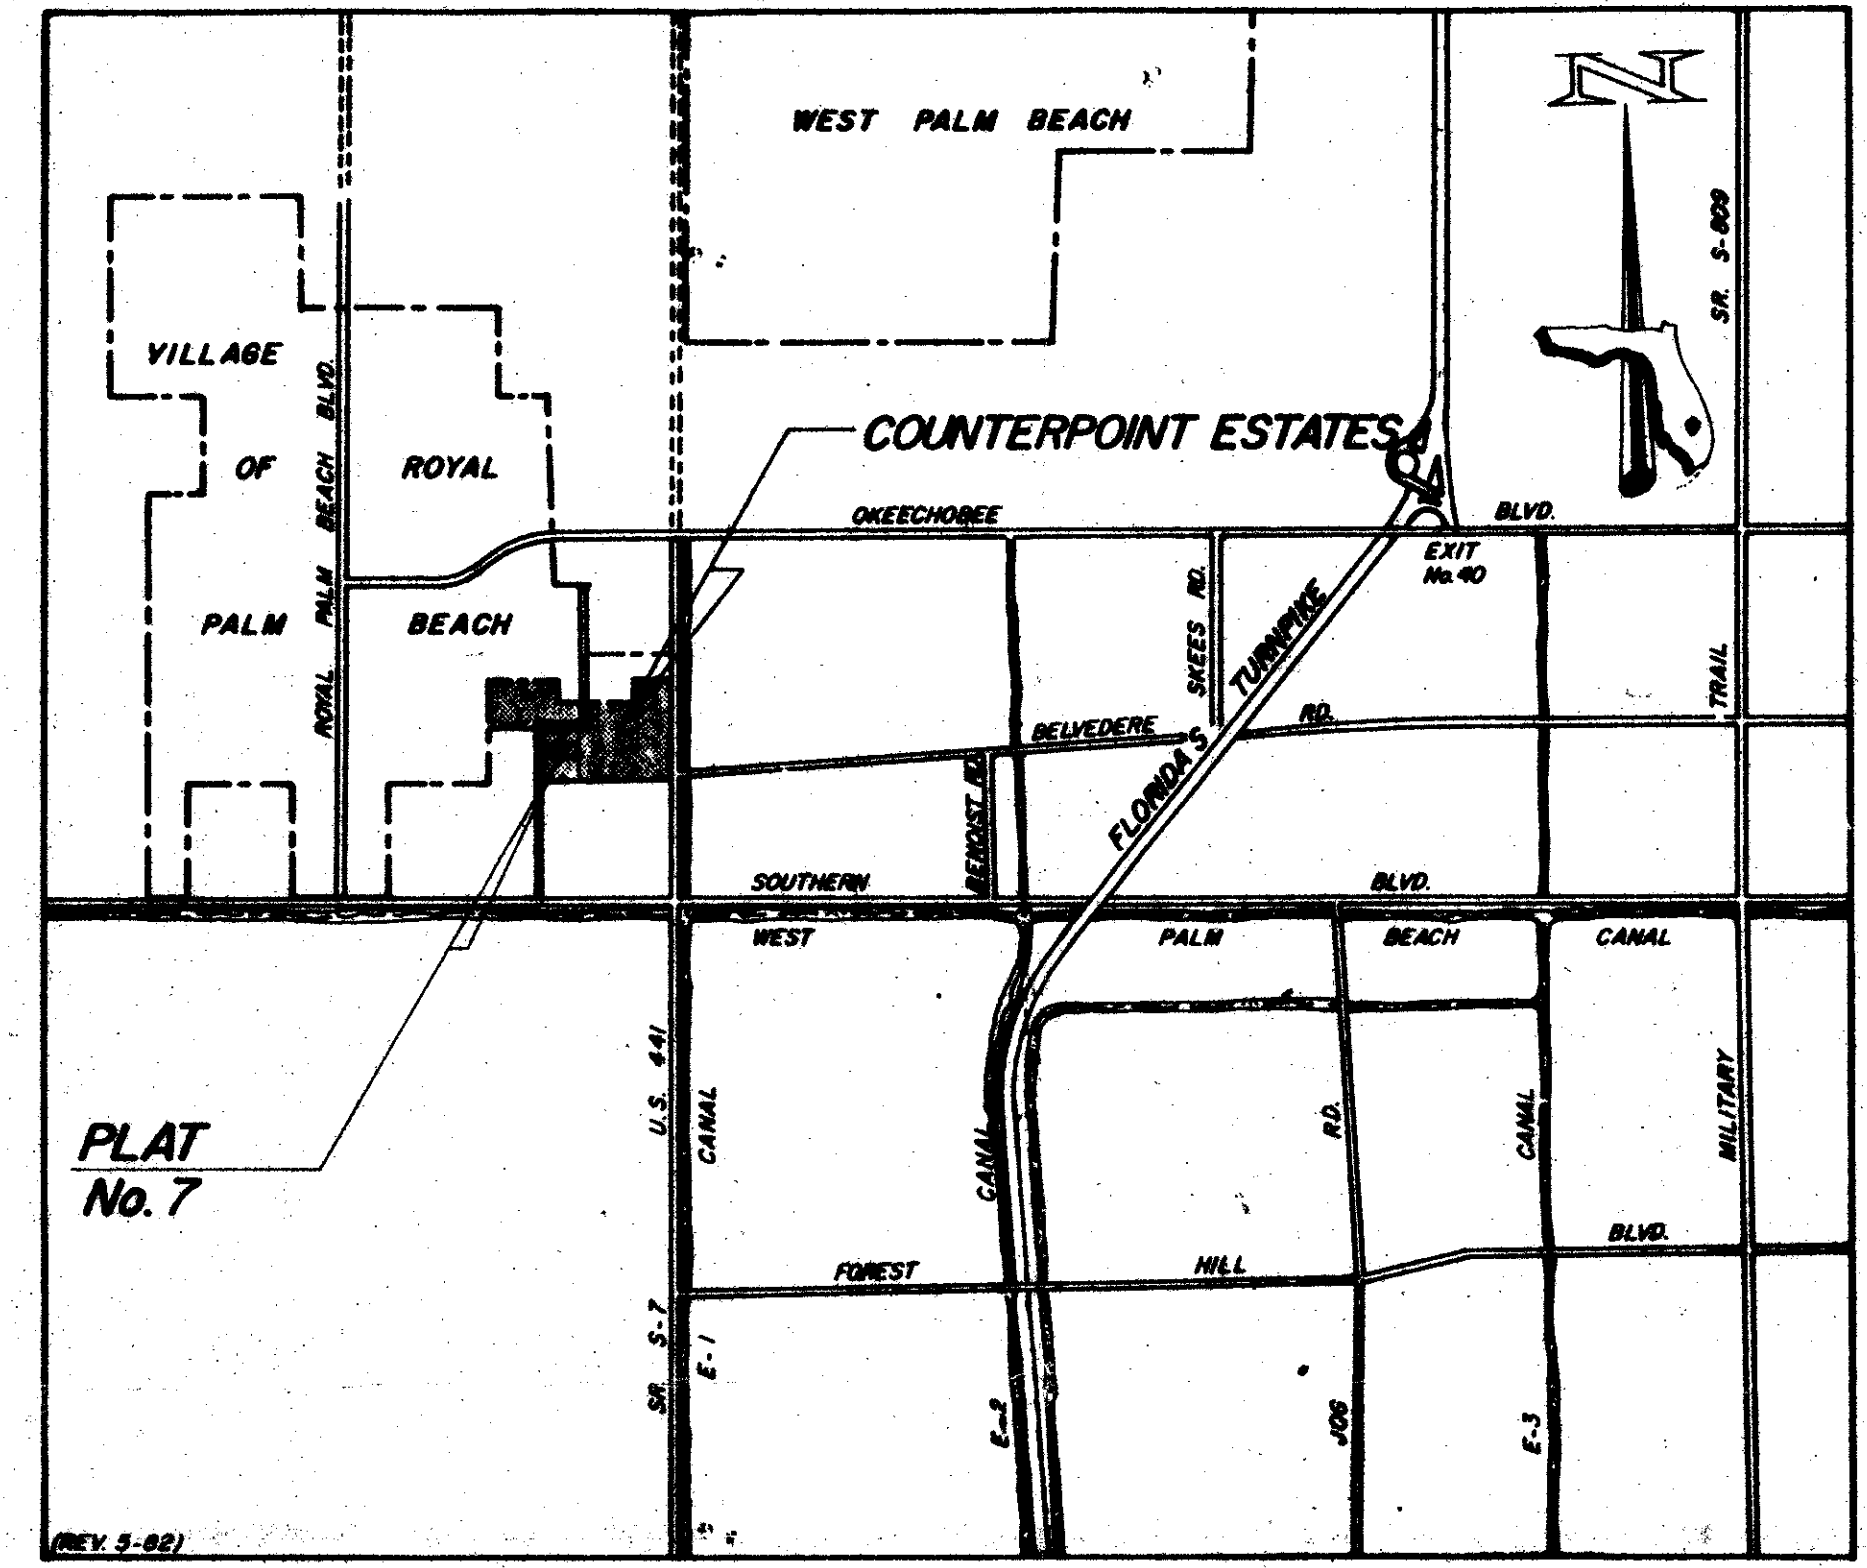 N
WEST PALM BEACH
SR. S-809
VILLAGE
OF ROYAL
PALM BEACH
ROYAL PALM BEACH BLVD.
COUNTERPOINT ESTATES
OKEECHOBEE BLVD.
EXIT
No. 40
SKEES RD.
FLORIDA'S TURNPIKE
TRAIL
BELVEDERE RD.
BENOIST RD.
SOUTHERN BLVD.
WEST PALM BEACH CANAL
PLAT
No. 7
U.S. 441
CANAL
CANAL
RD.
CANAL
MILITARY
FOREST HILL BLVD.
SR. S-7
E-1
E-2
JOG
E-3
(REV. 5-82)